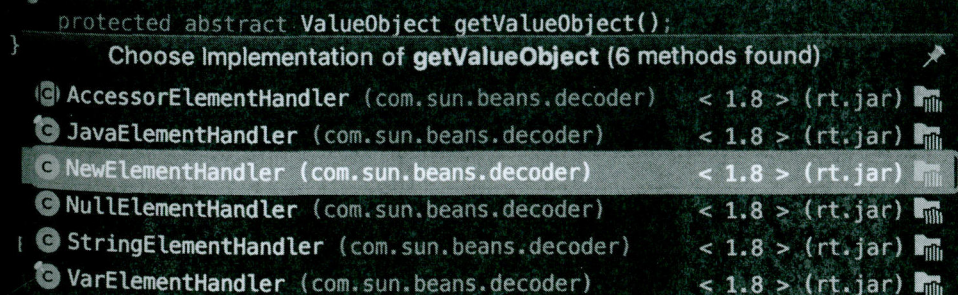 protected abstract ValueObject getValueObject();
}
Choose Implementation of getValueObject (6 methods found)
AccessorElementHandler (com.sun.beans.decoder) < 1.8 > (rt.jar)
JavaElementHandler (com.sun.beans.decoder) < 1.8 > (rt.jar)
NewElementHandler (com.sun.beans.decoder) < 1.8 > (rt.jar)
NullElementHandler (com.sun.beans.decoder) < 1.8 > (rt.jar)
StringElementHandler (com.sun.beans.decoder) < 1.8 > (rt.jar)
VarElementHandler (com.sun.beans.decoder) < 1.8 > (rt.jar)